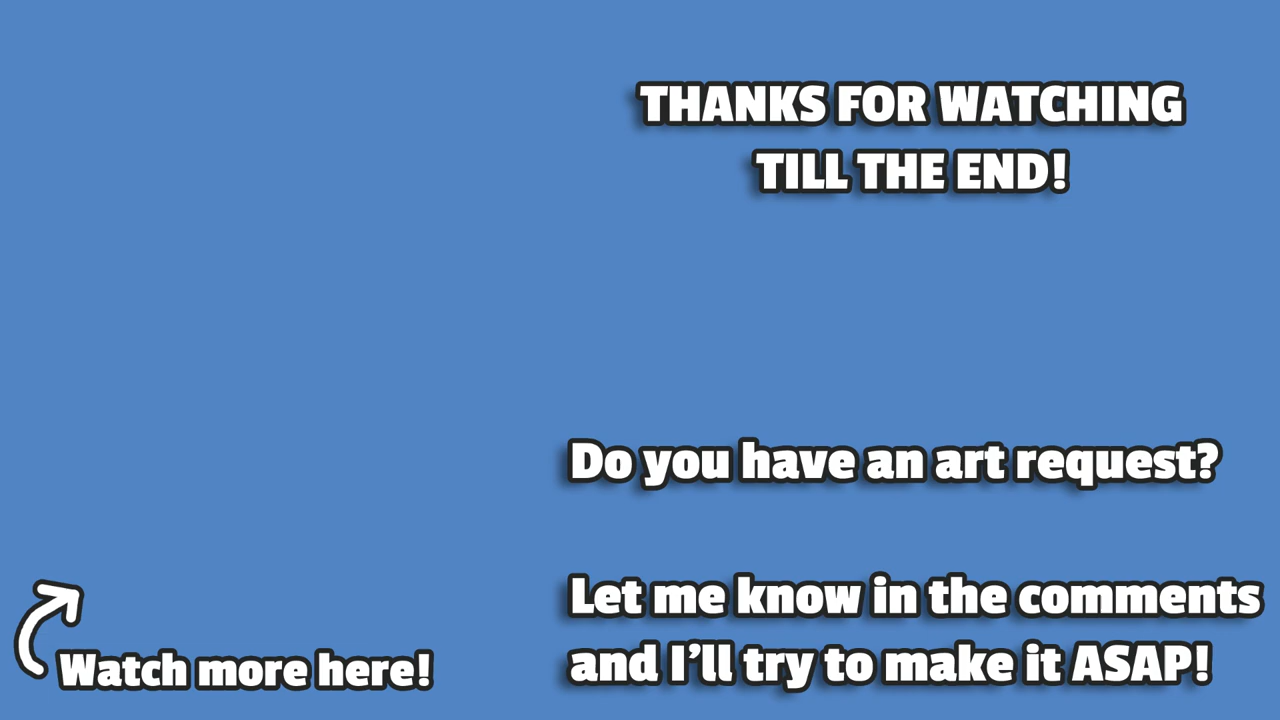 THANKS FOR WATCHING
TILL THE END!
Do you have an art request?
Let me know in the comments
and I'll try to make it ASAP!
Watch more here!